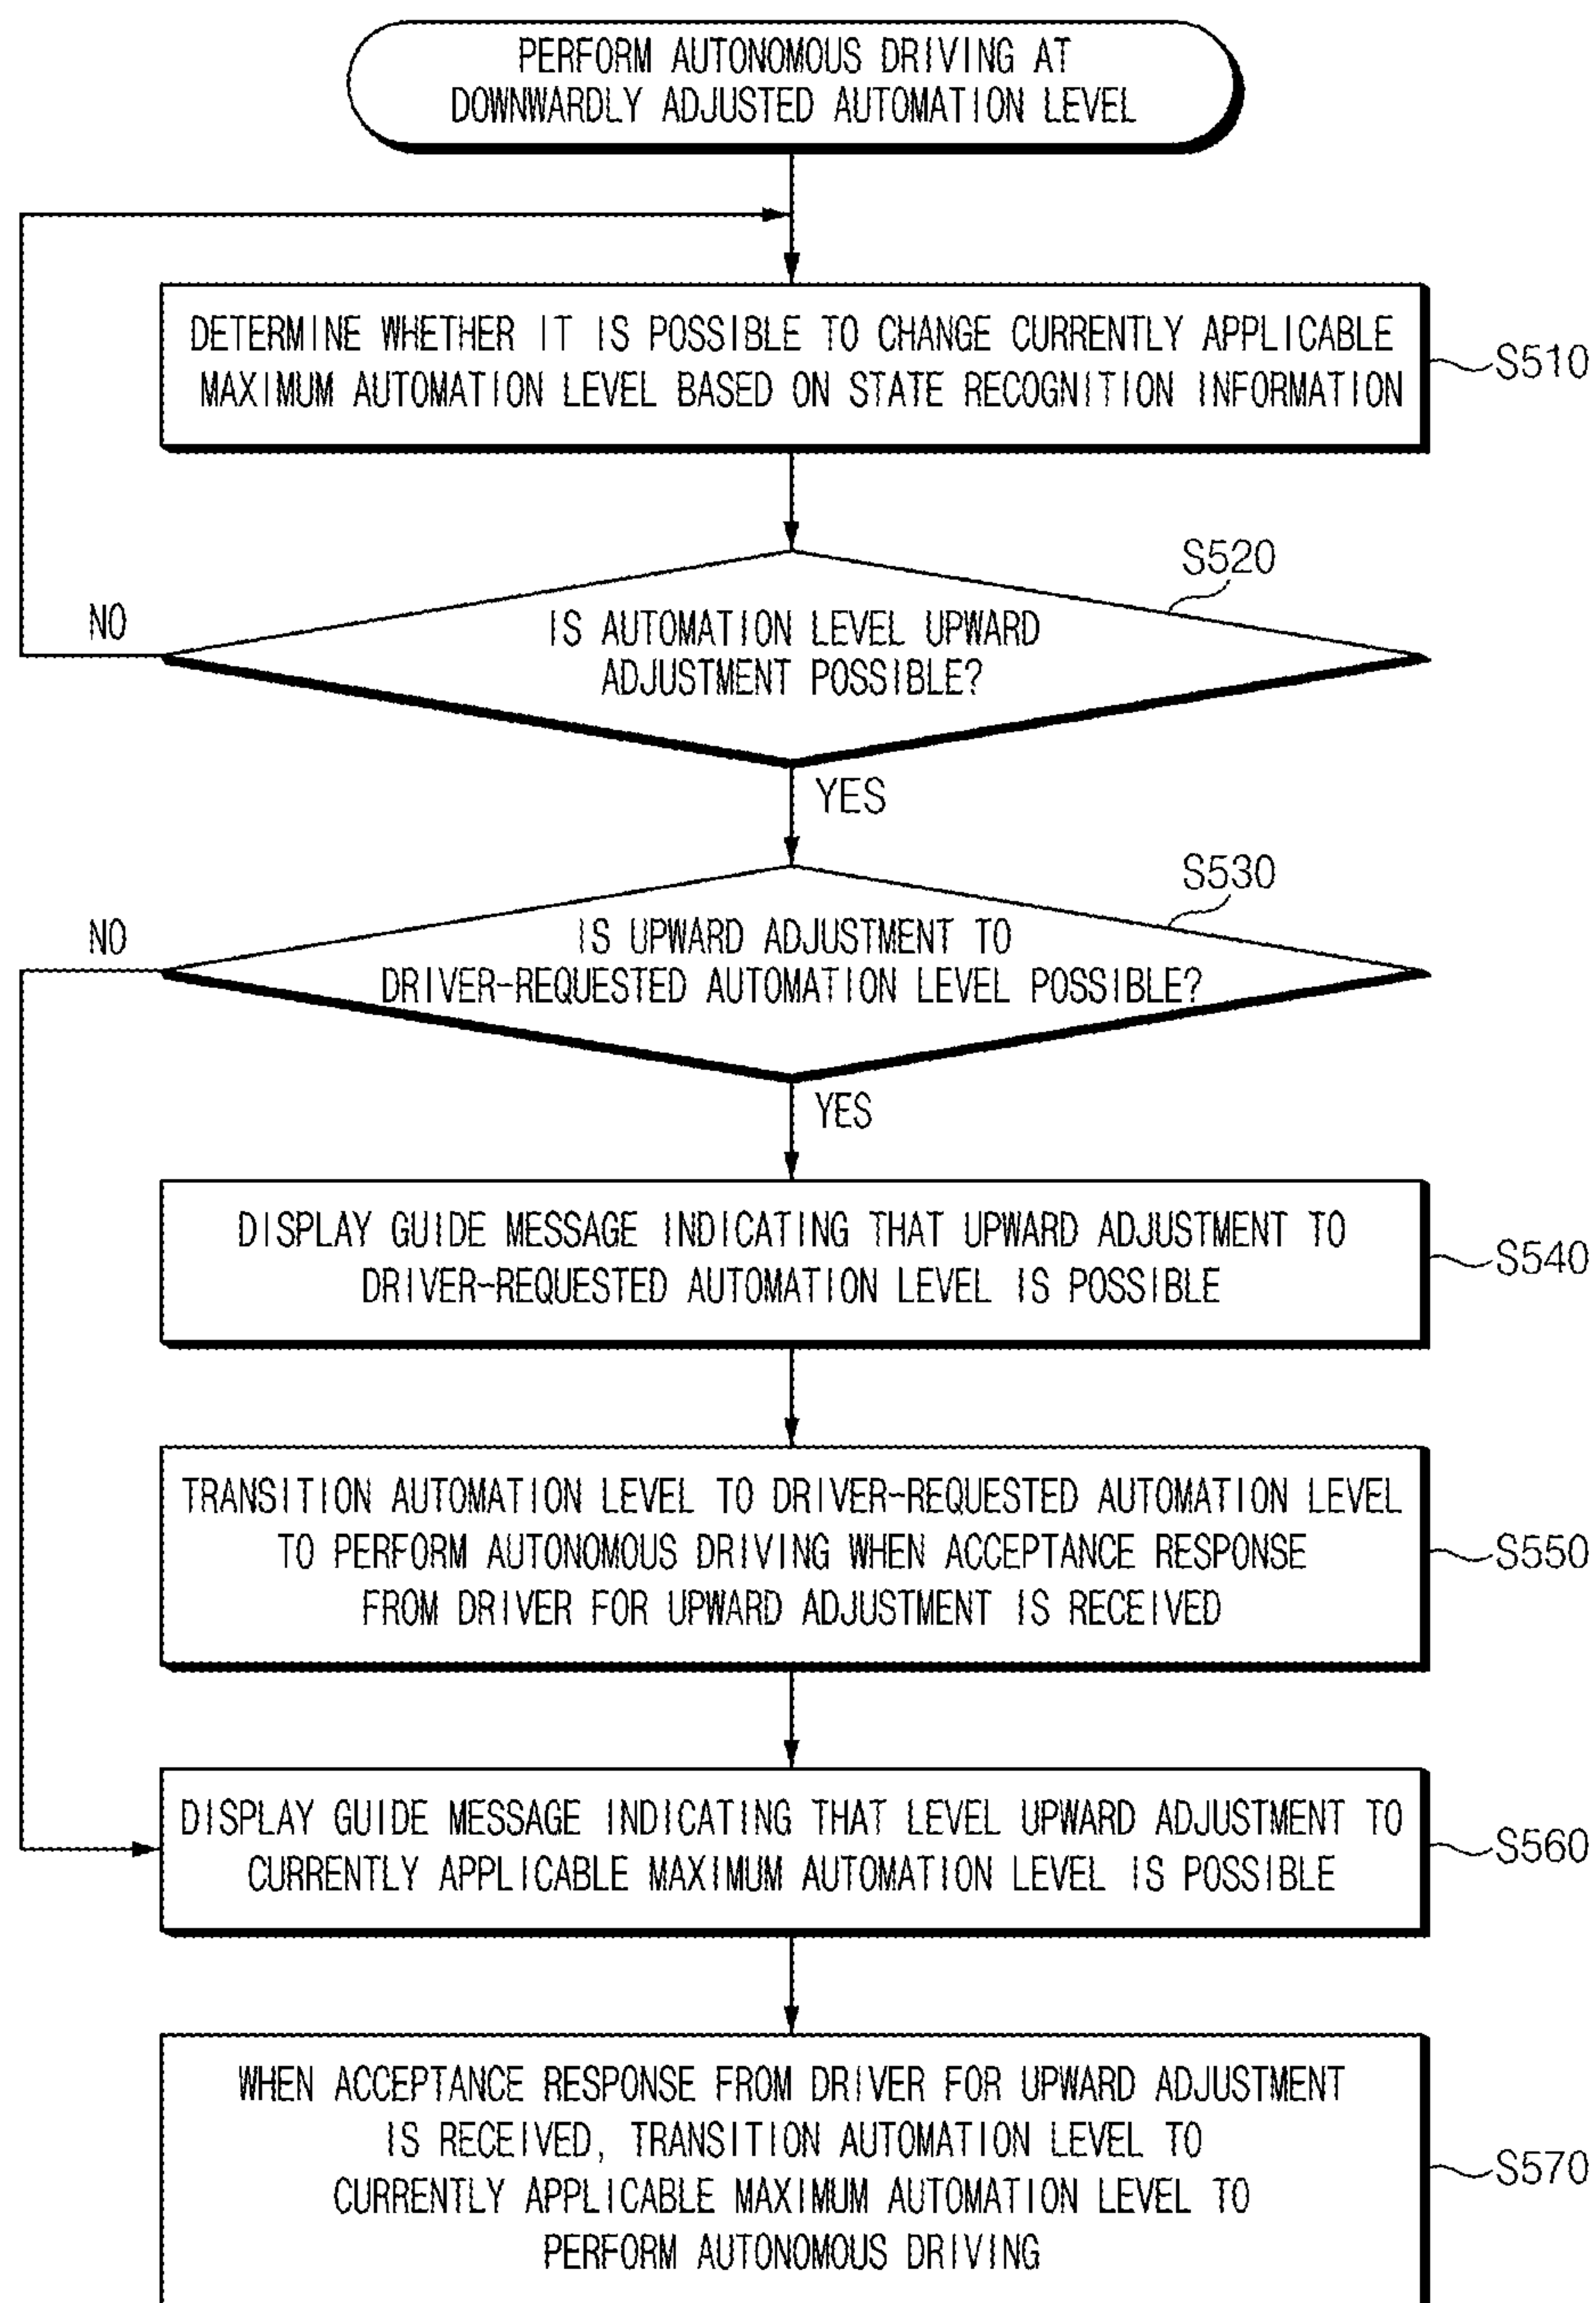 PERFORM AUTONOMOUS DRIVING AT
DOWNWARDLY ADJUSTED AUTOMATION LEVEL
DETERMINE WHETHER IT IS POSSIBLE TO CHANGE CURRENTLY APPLICABLE
MAXIMUM AUTOMATION LEVEL BASED ON STATE RECOGNITION INFORMATION
S510
S520
NO
IS AUTOMATION LEVEL UPWARD
ADJUSTMENT POSSIBLE?
YES
S530
NO
IS UPWARD ADJUSTMENT TO
DRIVER-REQUESTED AUTOMATION LEVEL POSSIBLE?
YES
DISPLAY GUIDE MESSAGE INDICATING THAT UPWARD ADJUSTMENT TO
DRIVER-REQUESTED AUTOMATION LEVEL IS POSSIBLE
S540
TRANSITION AUTOMATION LEVEL TO DRIVER-REQUESTED AUTOMATION LEVEL
TO PERFORM AUTONOMOUS DRIVING WHEN ACCEPTANCE RESPONSE
FROM DRIVER FOR UPWARD ADJUSTMENT IS RECEIVED
S550
DISPLAY GUIDE MESSAGE INDICATING THAT LEVEL UPWARD ADJUSTMENT TO
CURRENTLY APPLICABLE MAXIMUM AUTOMATION LEVEL IS POSSIBLE
S560
WHEN ACCEPTANCE RESPONSE FROM DRIVER FOR UPWARD ADJUSTMENT
IS RECEIVED, TRANSITION AUTOMATION LEVEL TO
CURRENTLY APPLICABLE MAXIMUM AUTOMATION LEVEL TO
PERFORM AUTONOMOUS DRIVING
S570